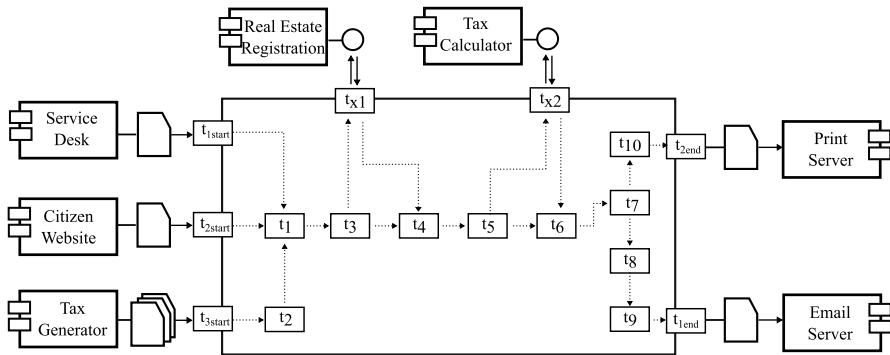 Real Estate
Registration
Tax
Calculator
tx1
tx2
Service
Desk
t1start
t10
t2end
Print
Server
Citizen
Website
t2start
t1
t3
t4
t5
t6
t7
t8
Tax
Generator
t3start
t2
t9
t1end
Email
Server